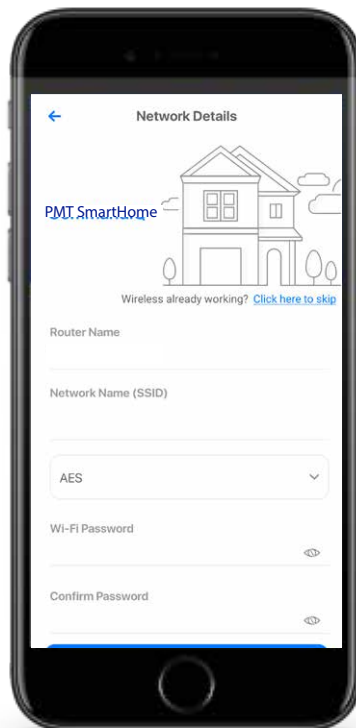 Network Details
PMT SmartHome
Wireless already working? Click here to skip
Router Name
Network Name (SSID)
AES
Wi-Fi Password
Confirm Password